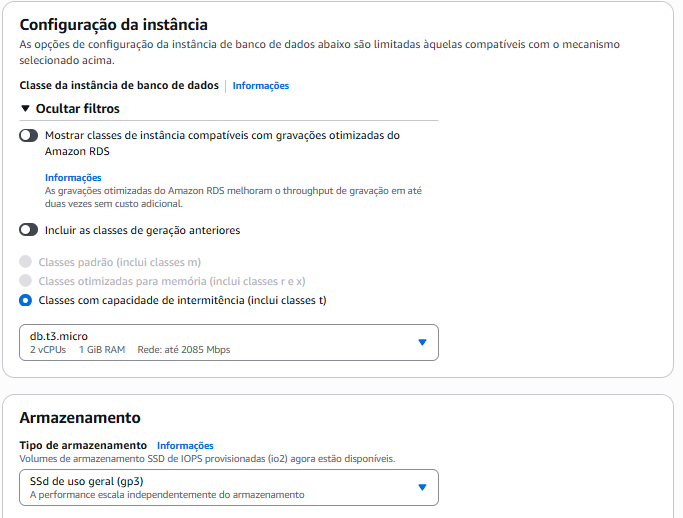 Configuração da instância
As opções de configuração da instância de banco de dados abaixo são limitadas àquelas compatíveis com o mecanismo
selecionado acima.
Classe da instância de banco de dados Informações
Ocultar filtros
Mostrar classes de instância compatíveis com gravações otimizadas do
Amazon RDS
Informações
As gravações otimizadas do Amazon RDS melhoram o throughput de gravação em até
duas vezes sem custo adicional.
Incluir as classes de geração anteriores
Classes padrão (inclui classes m)
Classes otimizadas para memória (inclui classes r e x)
Classes com capacidade de intermitência (inclui classes t)
db.t3.micro
2 vCPUs 1 GiB RAM Rede: até 2085 Mbps
Armazenamento
Tipo de armazenamento Informações
Volumes de armazenamento SSD de IOPS provisionadas (io2) agora estão disponíveis.
SSd de uso geral (gp3)
A performance escala independentemente do armazenamento